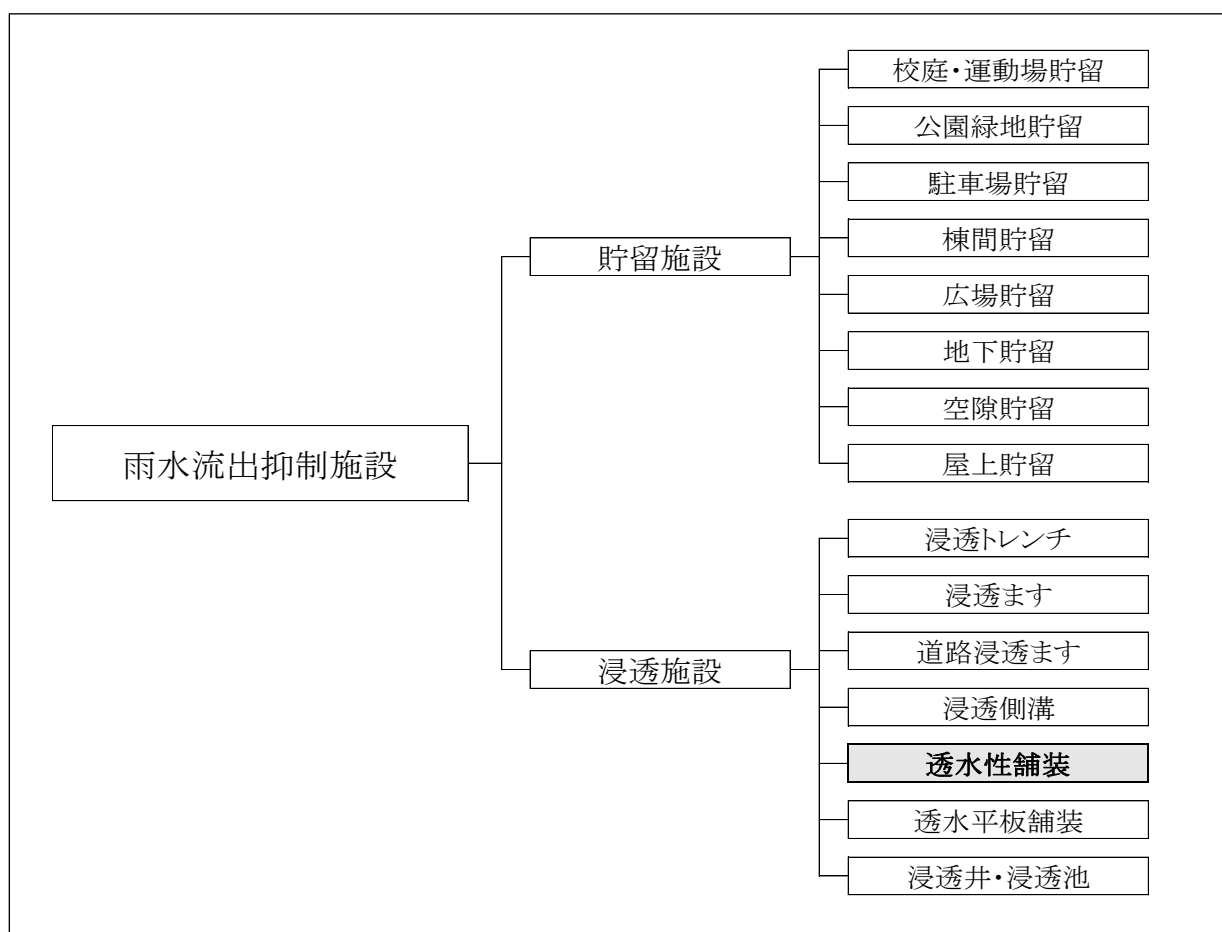 雨水流出抑制施設
貯留施設
校庭・運動場貯留
公園緑地貯留
駐車場貯留
棟間貯留
広場貯留
地下貯留
空隙貯留
屋上貯留
浸透施設
浸透トレンチ
浸透ます
道路浸透ます
浸透側溝
透水性舗装
透水平板舗装
浸透井・浸透池